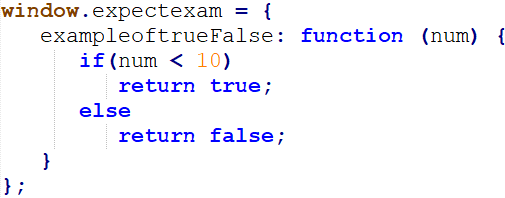 window.expectexam = {
   exampleoftrueFalse: function (num) {
      if(num < 10)
         return true;
      else
         return false;
   }
};